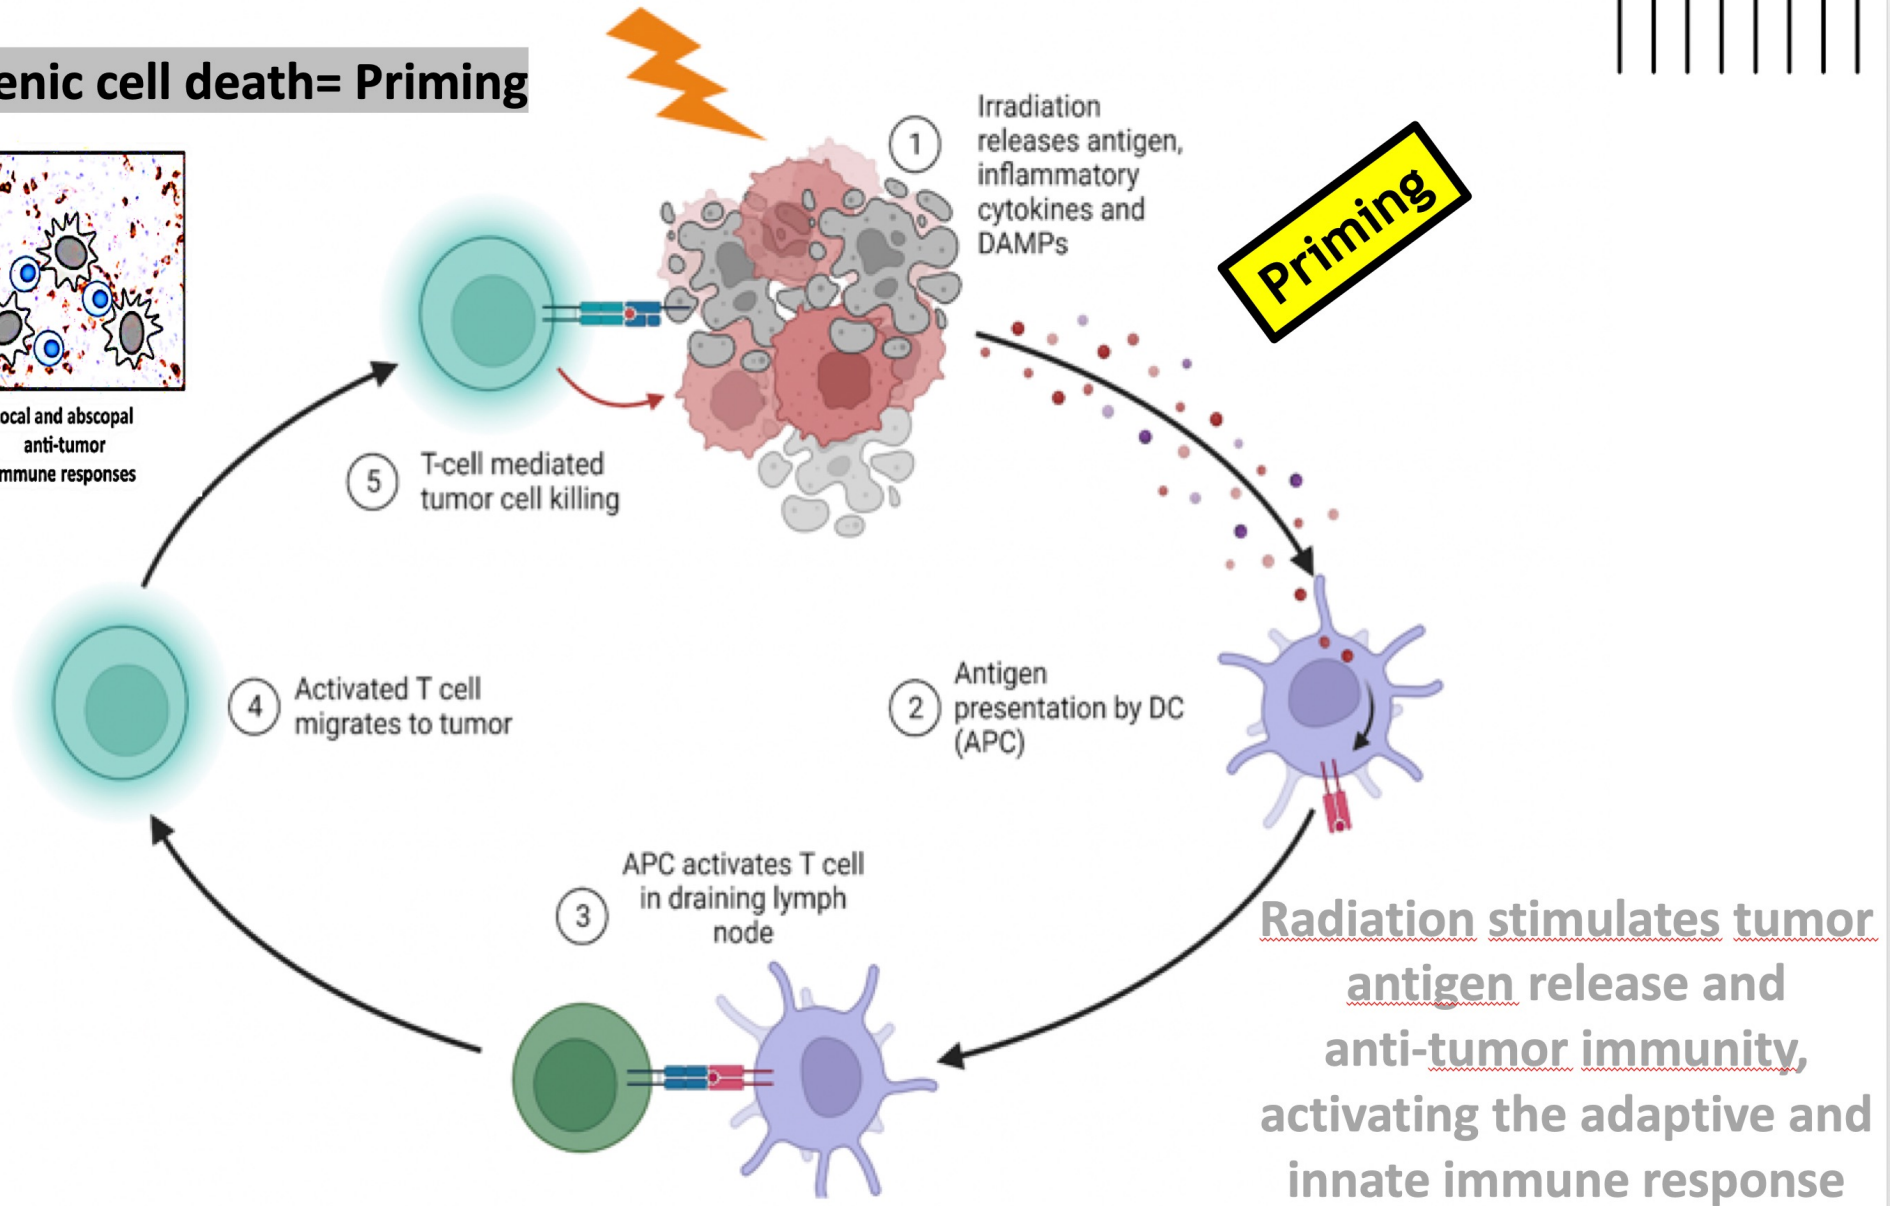 enic cell death= Priming
1
Irradiation
releases antigen,
inflammatory
cytokines and
DAMPs
Priming
ocal and abscopal
anti-tumor
mmune responses
5
T-cell mediated
tumor cell killing
4
Activated T cell
migrates to tumor
2
Antigen
presentation by DC
(APC)
3
APC activates T cell
in draining lymph
node
Radiation stimulates tumor
antigen release and
anti-tumor immunity,
activating the adaptive and
innate immune response